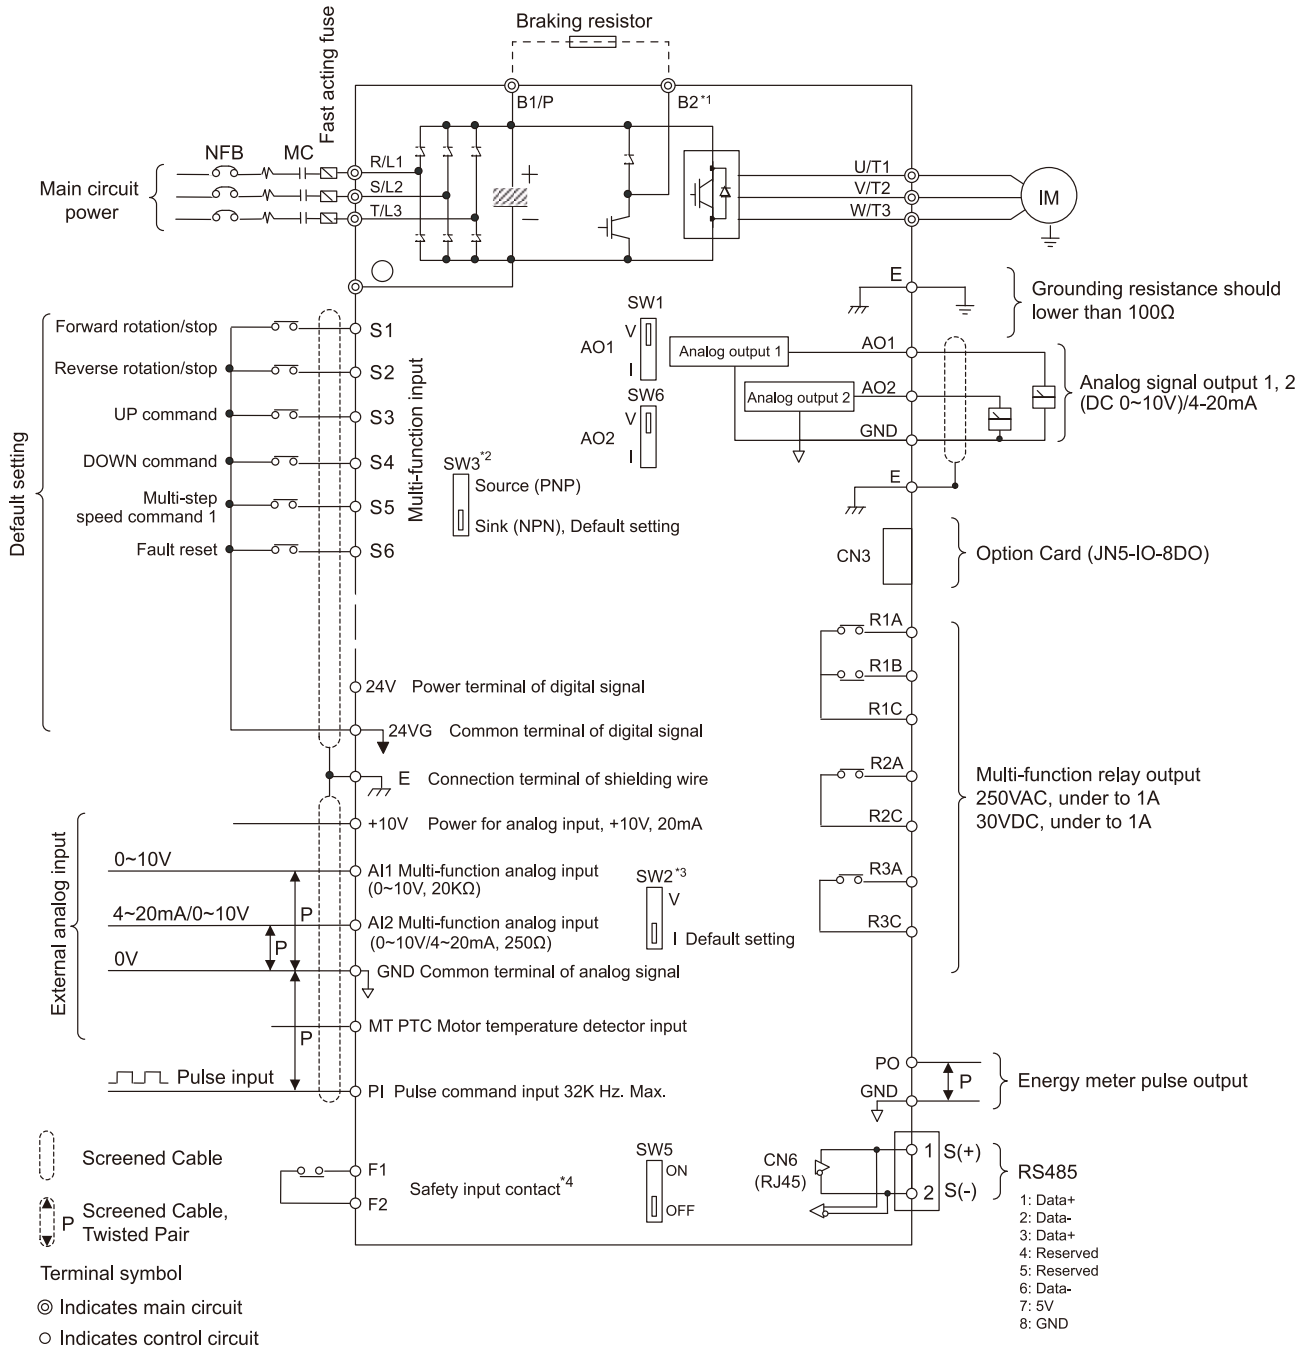 Braking resistor
Fast acting fuse
B1/P
B2*1
NFB
MC
Main circuit
power
R/L1
S/L2
T/L3
+
−
U/T1
V/T2
W/T3
IM
E
Grounding resistance should
lower than 100Ω
Default setting
Forward rotation/stop
S1
Reverse rotation/stop
S2
UP command
S3
DOWN command
S4
Multi-step
speed command 1
S5
Fault reset
S6
Multi-function input
SW1
V
AO1
I
SW6
V
AO2
I
Analog output 1
AO1
Analog output 2
AO2
GND
Analog signal output 1, 2
(DC 0~10V)/4-20mA
SW3*2
Source (PNP)
Sink (NPN), Default setting
E
CN3
Option Card (JN5-IO-8DO)
R1A
R1B
R1C
R2A
R2C
R3A
R3C
Multi-function relay output
250VAC, under to 1A
30VDC, under to 1A
24V Power terminal of digital signal
24VG Common terminal of digital signal
E Connection terminal of shielding wire
External analog input
+10V Power for analog input, +10V, 20mA
0~10V
AI1 Multi-function analog input
(0~10V, 20KΩ)
4~20mA/0~10V
P
AI2 Multi-function analog input
(0~10V/4~20mA, 250Ω)
P
0V
GND Common terminal of analog signal
SW2*3
V
I Default setting
MT PTC Motor temperature detector input
P
Pulse input
PI Pulse command input 32K Hz. Max.
PO
P
GND
Energy meter pulse output
F1
F2
Safety input contact*4
SW5
ON
OFF
CN6
(RJ45)
1 S(+)
2 S(-)
RS485
1: Data+
2: Data-
3: Data+
4: Reserved
5: Reserved
6: Data-
7: 5V
8: GND
Screened Cable
P Screened Cable,
Twisted Pair
Terminal symbol
Indicates main circuit
Indicates control circuit